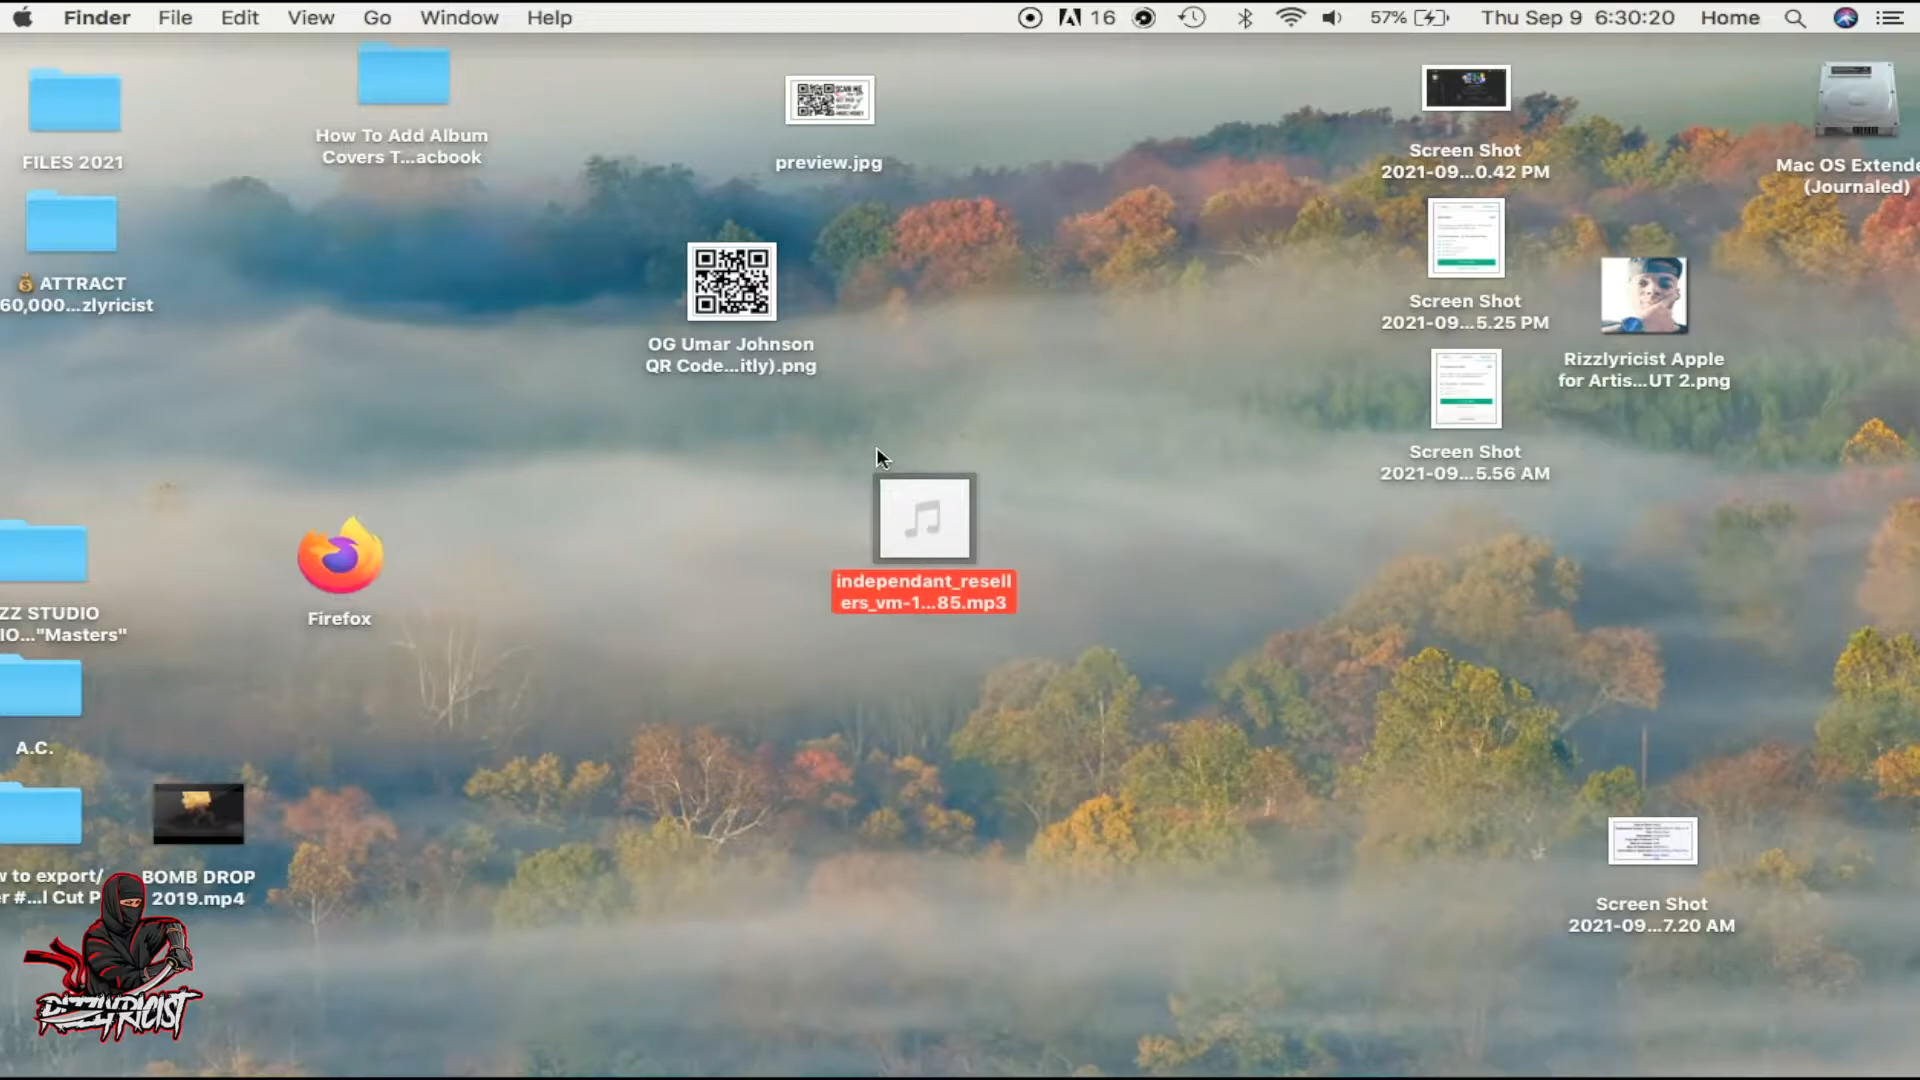 Finder File Edit View Go Window Help 16 57% Thu Sep 9 6:30:20 Home
FILES 2021
How To Add Album
Covers T...acbook
preview.jpg
SCAN ME
Screen Shot
2021-09...0.42 PM
Mac OS Extende
(Journaled)
💰 ATTRACT
60,000...zlyricist
OG Umar Johnson
QR Code...itly).png
Screen Shot
2021-09...5.25 PM
Rizzlyricist Apple
for Artis...UT 2.png
Screen Shot
2021-09...5.56 AM
independant_resell
ers_vm-1...85.mp3
ZZ STUDIO
IO..."Masters"
Firefox
A.C.
w to export/
er #...l Cut P
BOMB DROP
2019.mp4
Screen Shot
2021-09...7.20 AM
RIZZLYRICIST